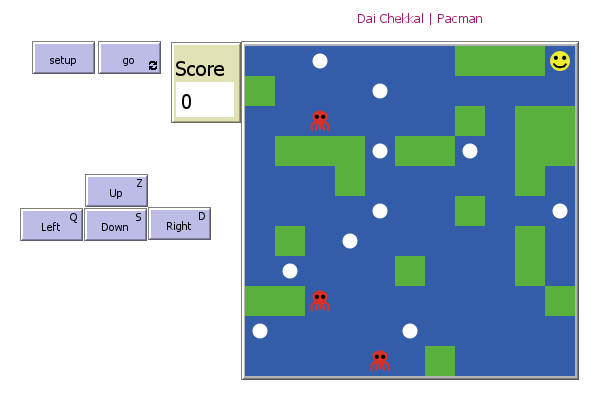 Dai Chekkal | Pacman
setup
go
Score
0
Z
Up
Q
Left
S
Down
D
Right